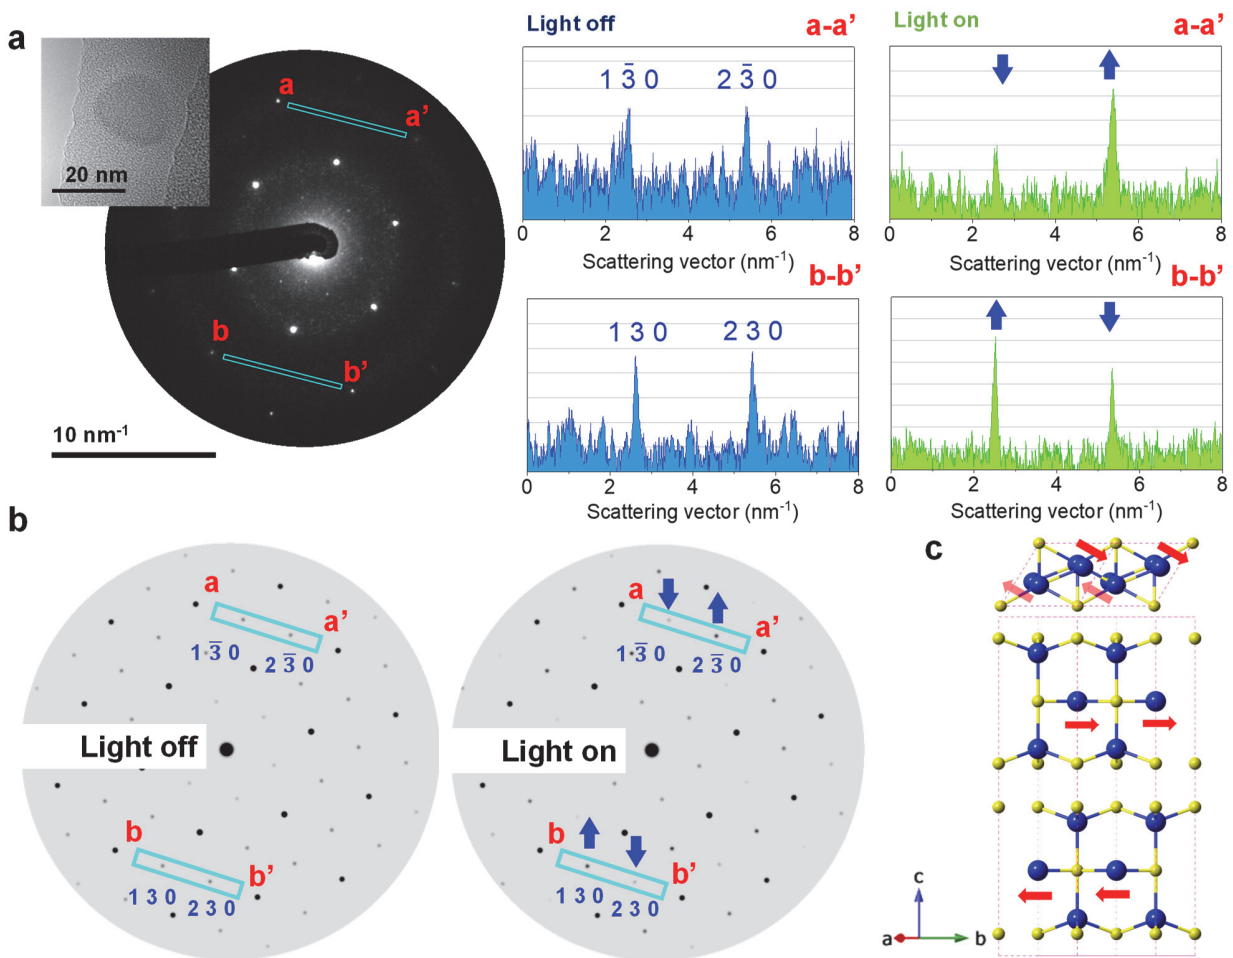 a
20 nm
a
a’
b
b’
10 nm-1
Light off
a-a’
1 3̅ 0
2 3̅ 0
0
2
4
6
8
Scattering vector (nm-1)
Light on
a-a’
0
2
4
6
8
Scattering vector (nm-1)
b-b’
1 3 0
2 3 0
0
2
4
6
8
Scattering vector (nm-1)
b-b’
0
2
4
6
8
Scattering vector (nm-1)
b
a
a’
1 3̅ 0
2 3̅ 0
Light off
b
b’
1 3 0
2 3 0
a
a’
1 3̅ 0
2 3̅ 0
Light on
b
b’
1 3 0
2 3 0
c
c
a
b